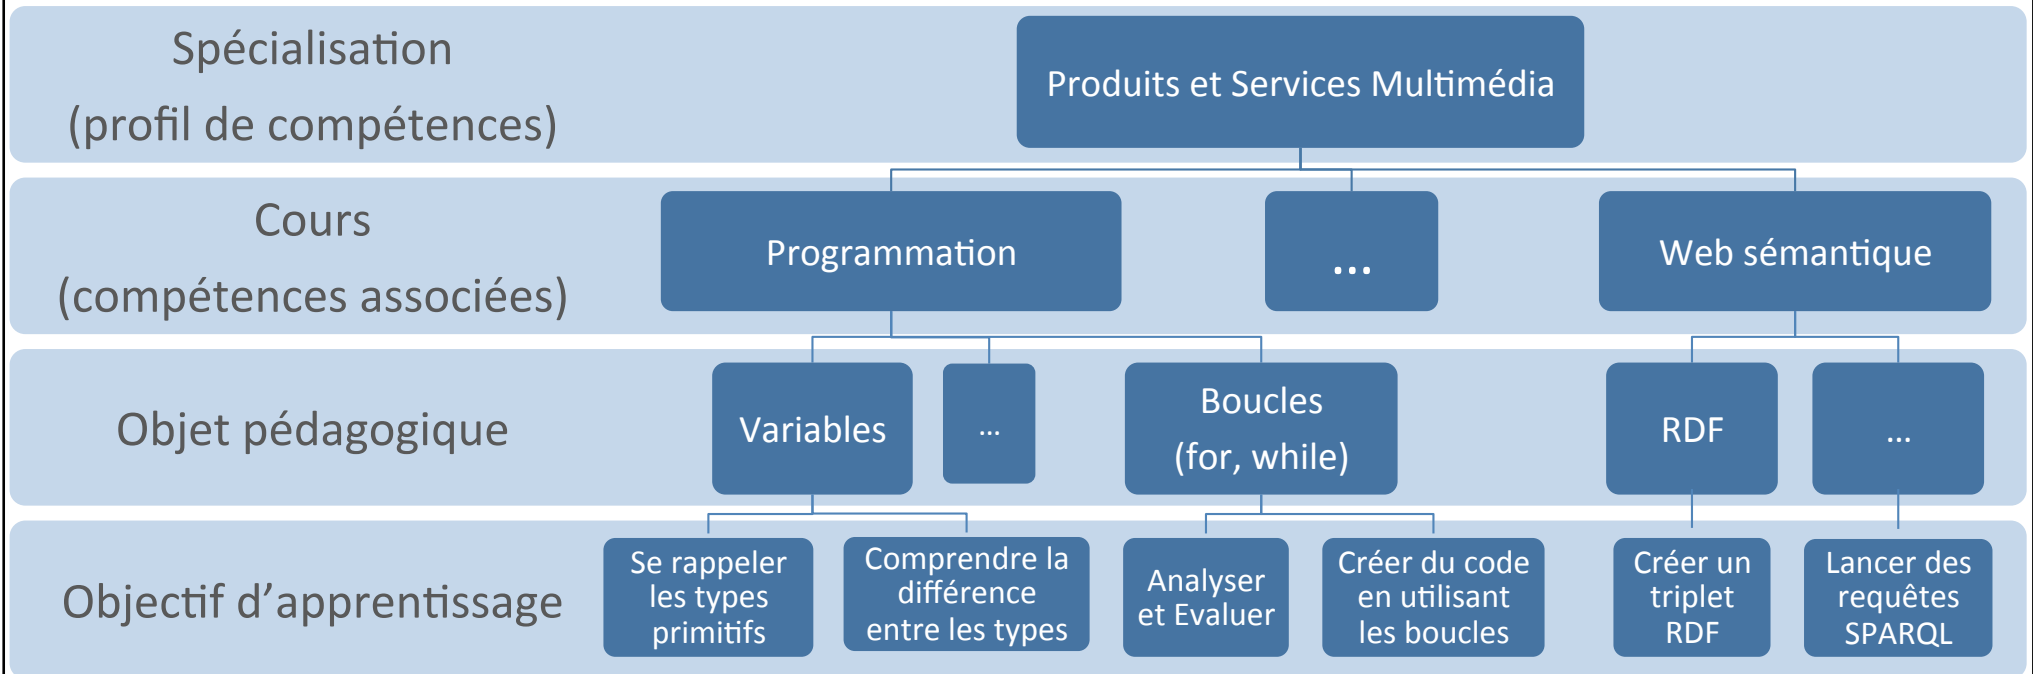 Spécialisation
(profil de compétences)
Produits et Services Multimédia
Cours
(compétences associées)
Programmation
...
Web sémantique
Objet pédagogique
Variables
...
Boucles
(for, while)
RDF
...
Objectif d’apprentissage
Se rappeler
les types
primitifs
Comprendre la
différence
entre les types
Analyser
et Evaluer
Créer du code
en utilisant
les boucles
Créer un
triplet
RDF
Lancer des
requêtes
SPARQL